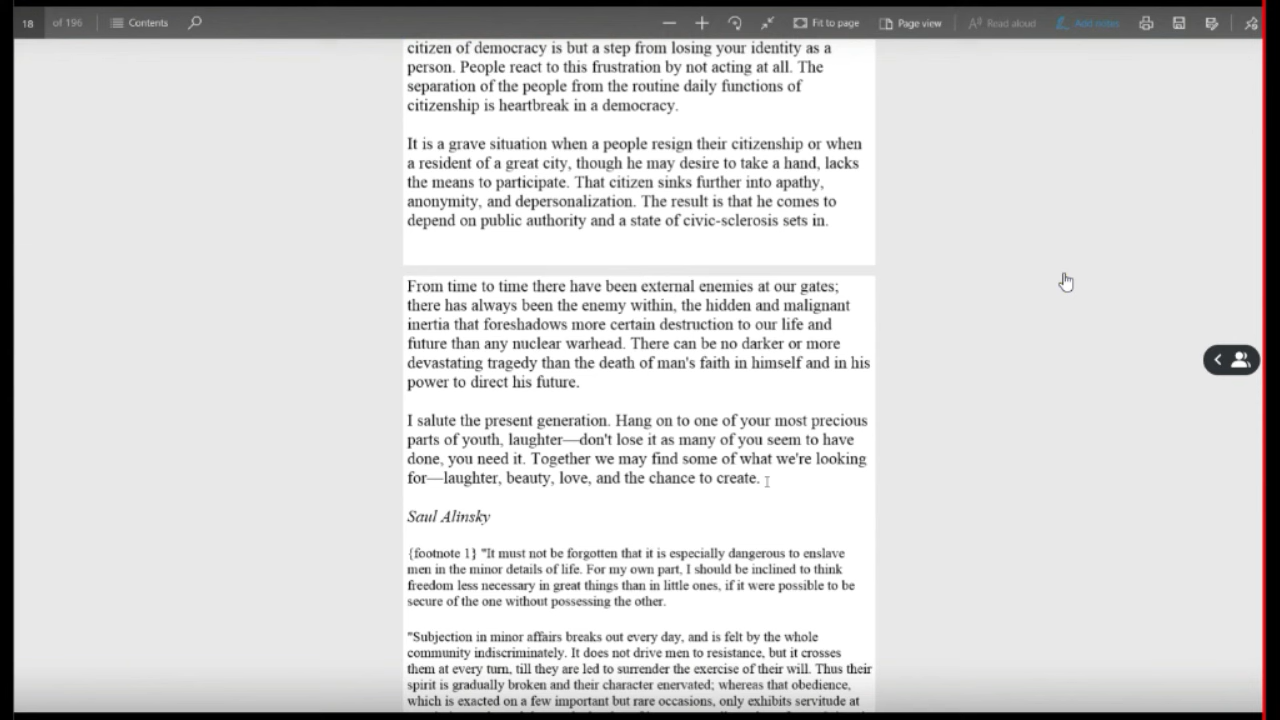 18 of 196 Contents Fit to page Page view Read aloud Add notes
citizen of democracy is but a step from losing your identity as a
person. People react to this frustration by not acting at all. The
separation of the people from the routine daily functions of
citizenship is heartbreak in a democracy.
It is a grave situation when a people resign their citizenship or when
a resident of a great city, though he may desire to take a hand, lacks
the means to participate. That citizen sinks further into apathy,
anonymity, and depersonalization. The result is that he comes to
depend on public authority and a state of civic-sclerosis sets in.
From time to time there have been external enemies at our gates;
there has always been the enemy within, the hidden and malignant
inertia that foreshadows more certain destruction to our life and
future than any nuclear warhead. There can be no darker or more
devastating tragedy than the death of man's faith in himself and in his
power to direct his future.
I salute the present generation. Hang on to one of your most precious
parts of youth, laughter—don't lose it as many of you seem to have
done, you need it. Together we may find some of what we're looking
for—laughter, beauty, love, and the chance to create.
Saul Alinsky
{footnote 1} "It must not be forgotten that it is especially dangerous to enslave
men in the minor details of life. For my own part, I should be inclined to think
freedom less necessary in great things than in little ones, if it were possible to be
secure of the one without possessing the other.
"Subjection in minor affairs breaks out every day, and is felt by the whole
community indiscriminately. It does not drive men to resistance, but it crosses
them at every turn, till they are led to surrender the exercise of their will. Thus their
spirit is gradually broken and their character enervated; whereas that obedience,
which is exacted on a few important but rare occasions, only exhibits servitude at